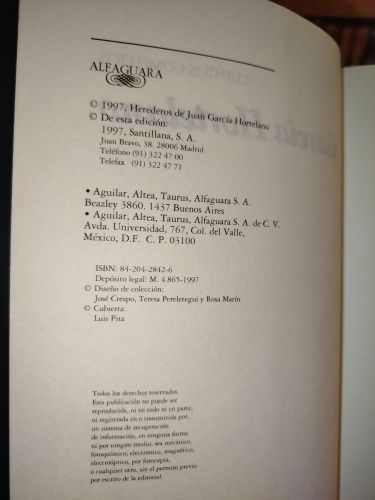 ALFAGUARA
© 1997, Herederos de Juan García Hortelano
© De esta edición:
1997, Santillana, S. A.
Juan Bravo, 38. 28006 Madrid
Teléfono (91) 322 47 00
Telefax (91) 322 47 71
• Aguilar, Altea, Taurus, Alfaguara S. A.
Beazley 3860. 1437 Buenos Aires
• Aguilar, Altea, Taurus, Alfaguara S. A. de C. V.
Avda. Universidad, 767, Col. del Valle,
México, D.F. C. P. 03100
ISBN: 84-204-2842-6
Depósito legal: M. 4.865-1997
© Diseño de colección:
José Crespo, Teresa Perelétegui y Rosa Marín
© Cubierta:
Luis Pita
Todos los derechos reservados.
Esta publicación no puede ser
reproducida, ni en todo ni en parte,
ni registrada en o transmitida por,
un sistema de recuperación
de información, en ninguna forma
ni por ningún medio, sea mecánico,
fotoquímico, electrónico, magnético,
electroóptico, por fotocopia,
o cualquier otro, sin el permiso previo
por escrito de la editorial.